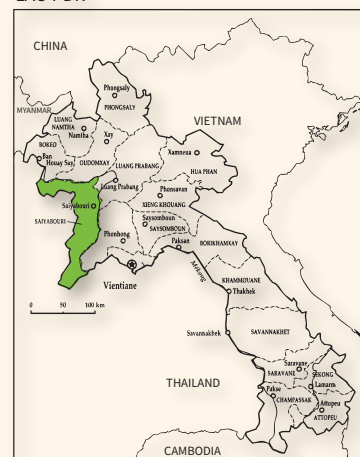 CHINA
Phongsaly
PHONGSALY
MYANMAR
LUANG
NAMTHA
Namtha
Xay
VIETNAM
BOKEO
Ban
Houay Say
OUDOMXAY
LUANG PRABANG
Xamneua
HUA PHAN
Luang Prabang
Phonsavan
XIENG KHOUANG
Saiyabouri
SAIYABOURI
Saysomboun
SAYSOMBOUN
Phonhong
Paksan
BORIKHAMXAY
Vientiane
Mekong
KHAMMOUANE
Thakhek
0 50 100 km
Savannakhek
SAVANNAKHET
THAILAND
Saravane
SARAVANE
SEKONG
Lamarm
Pakse
CHAMPASSAK
Attopeu
ATTOPEU
CAMBODIA